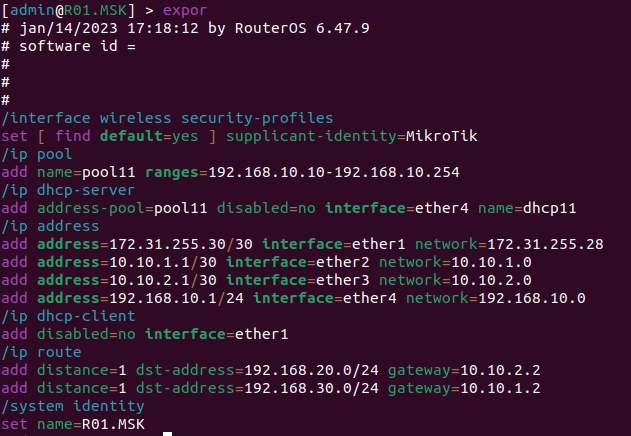 [admin@R01.MSK] > expor
# jan/14/2023 17:18:12 by RouterOS 6.47.9
# software id =
#
#
#
/interface wireless security-profiles
set [ find default=yes ] supplicant-identity=MikroTik
/ip pool
add name=pool11 ranges=192.168.10.10-192.168.10.254
/ip dhcp-server
add address-pool=pool11 disabled=no interface=ether4 name=dhcp11
/ip address
add address=172.31.255.30/30 interface=ether1 network=172.31.255.28
add address=10.10.1.1/30 interface=ether2 network=10.10.1.0
add address=10.10.2.1/30 interface=ether3 network=10.10.2.0
add address=192.168.10.1/24 interface=ether4 network=192.168.10.0
/ip dhcp-client
add disabled=no interface=ether1
/ip route
add distance=1 dst-address=192.168.20.0/24 gateway=10.10.2.2
add distance=1 dst-address=192.168.30.0/24 gateway=10.10.1.2
/system identity
set name=R01.MSK